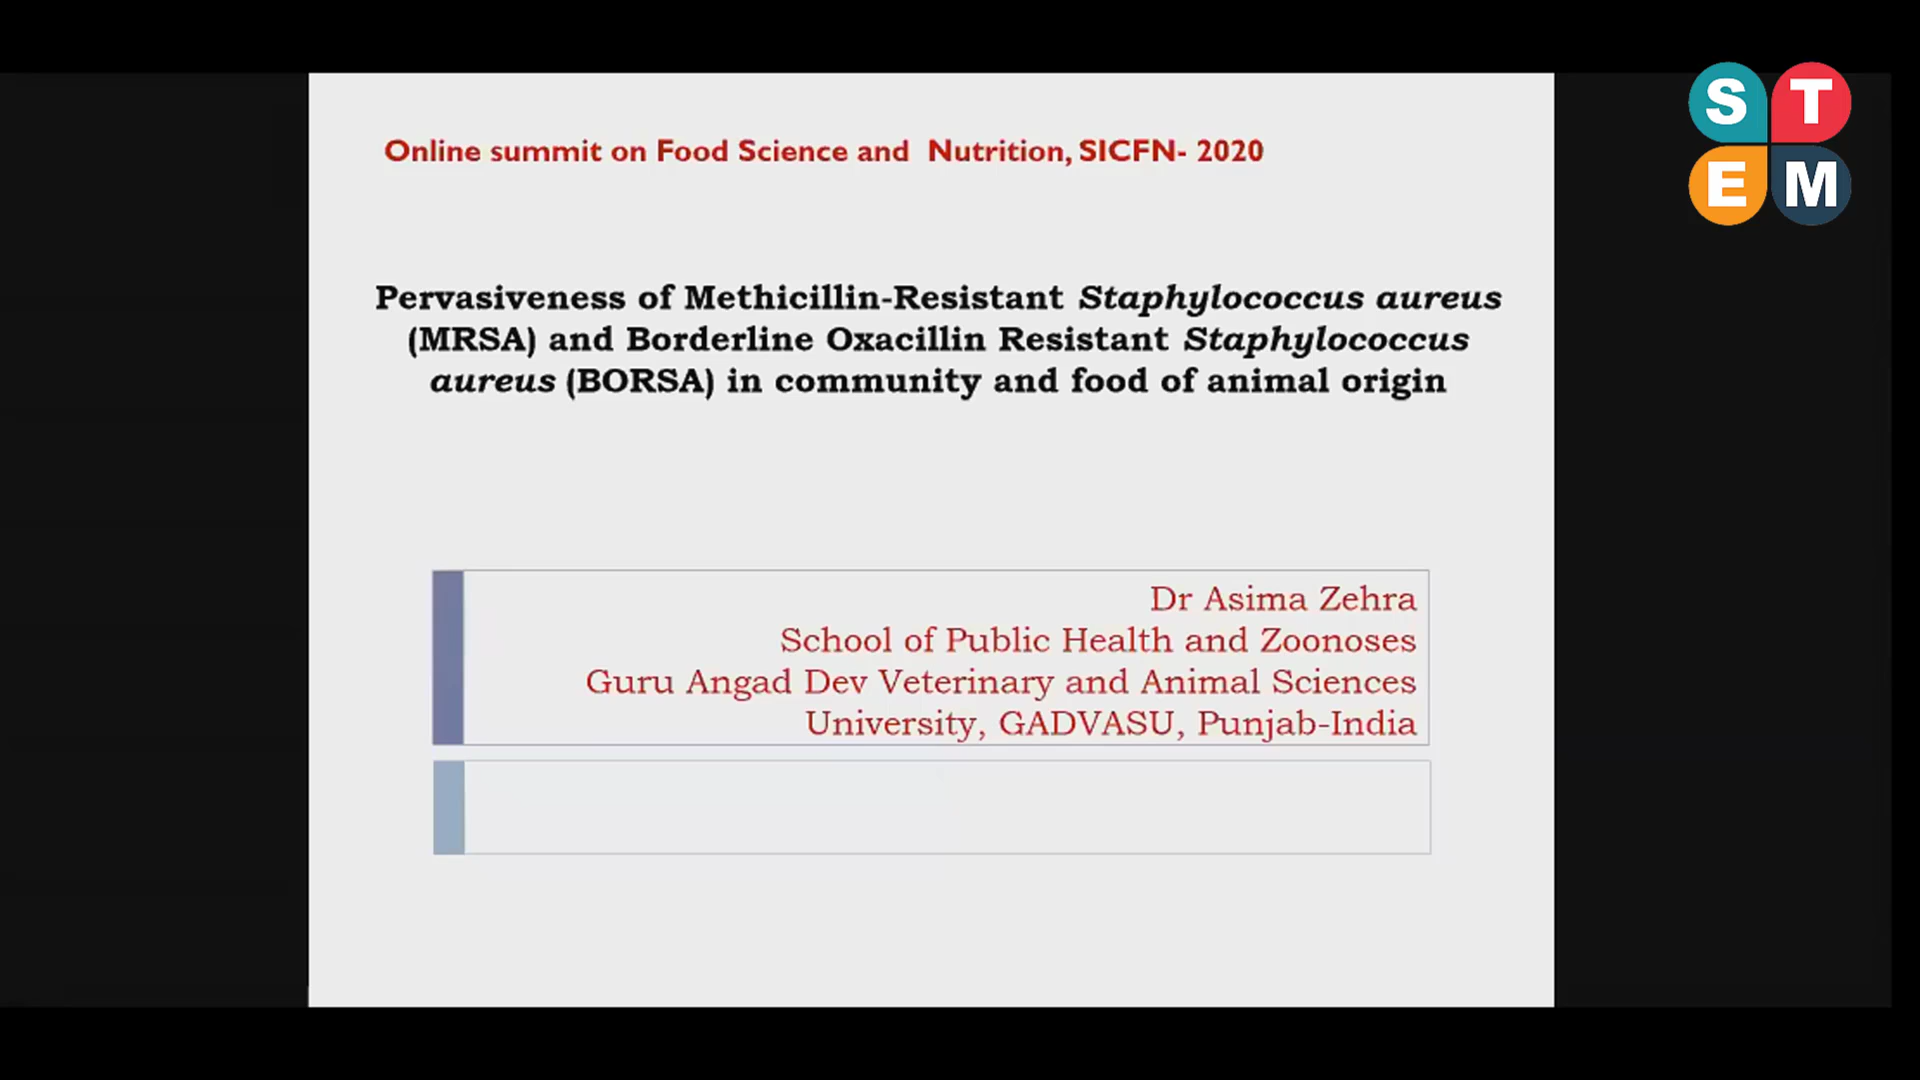 Online summit on Food Science and Nutrition, SICFN- 2020
S T
E M
Pervasiveness of Methicillin-Resistant Staphylococcus aureus
(MRSA) and Borderline Oxacillin Resistant Staphylococcus
aureus (BORSA) in community and food of animal origin
Dr Asima Zehra
School of Public Health and Zoonoses
Guru Angad Dev Veterinary and Animal Sciences
University, GADVASU, Punjab-India